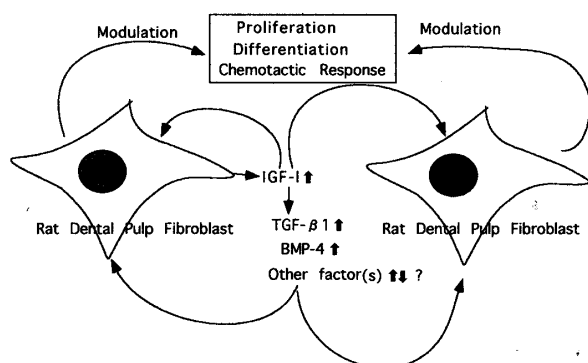 Modulation
Proliferation
Differentiation
Chemotactic Response
Modulation
IGF-I⬆
Rat Dental Pulp Fibroblast
TGF-β1⬆
Rat Dental Pulp Fibroblast
BMP-4⬆
Other factor(s) ⬆⬇ ?